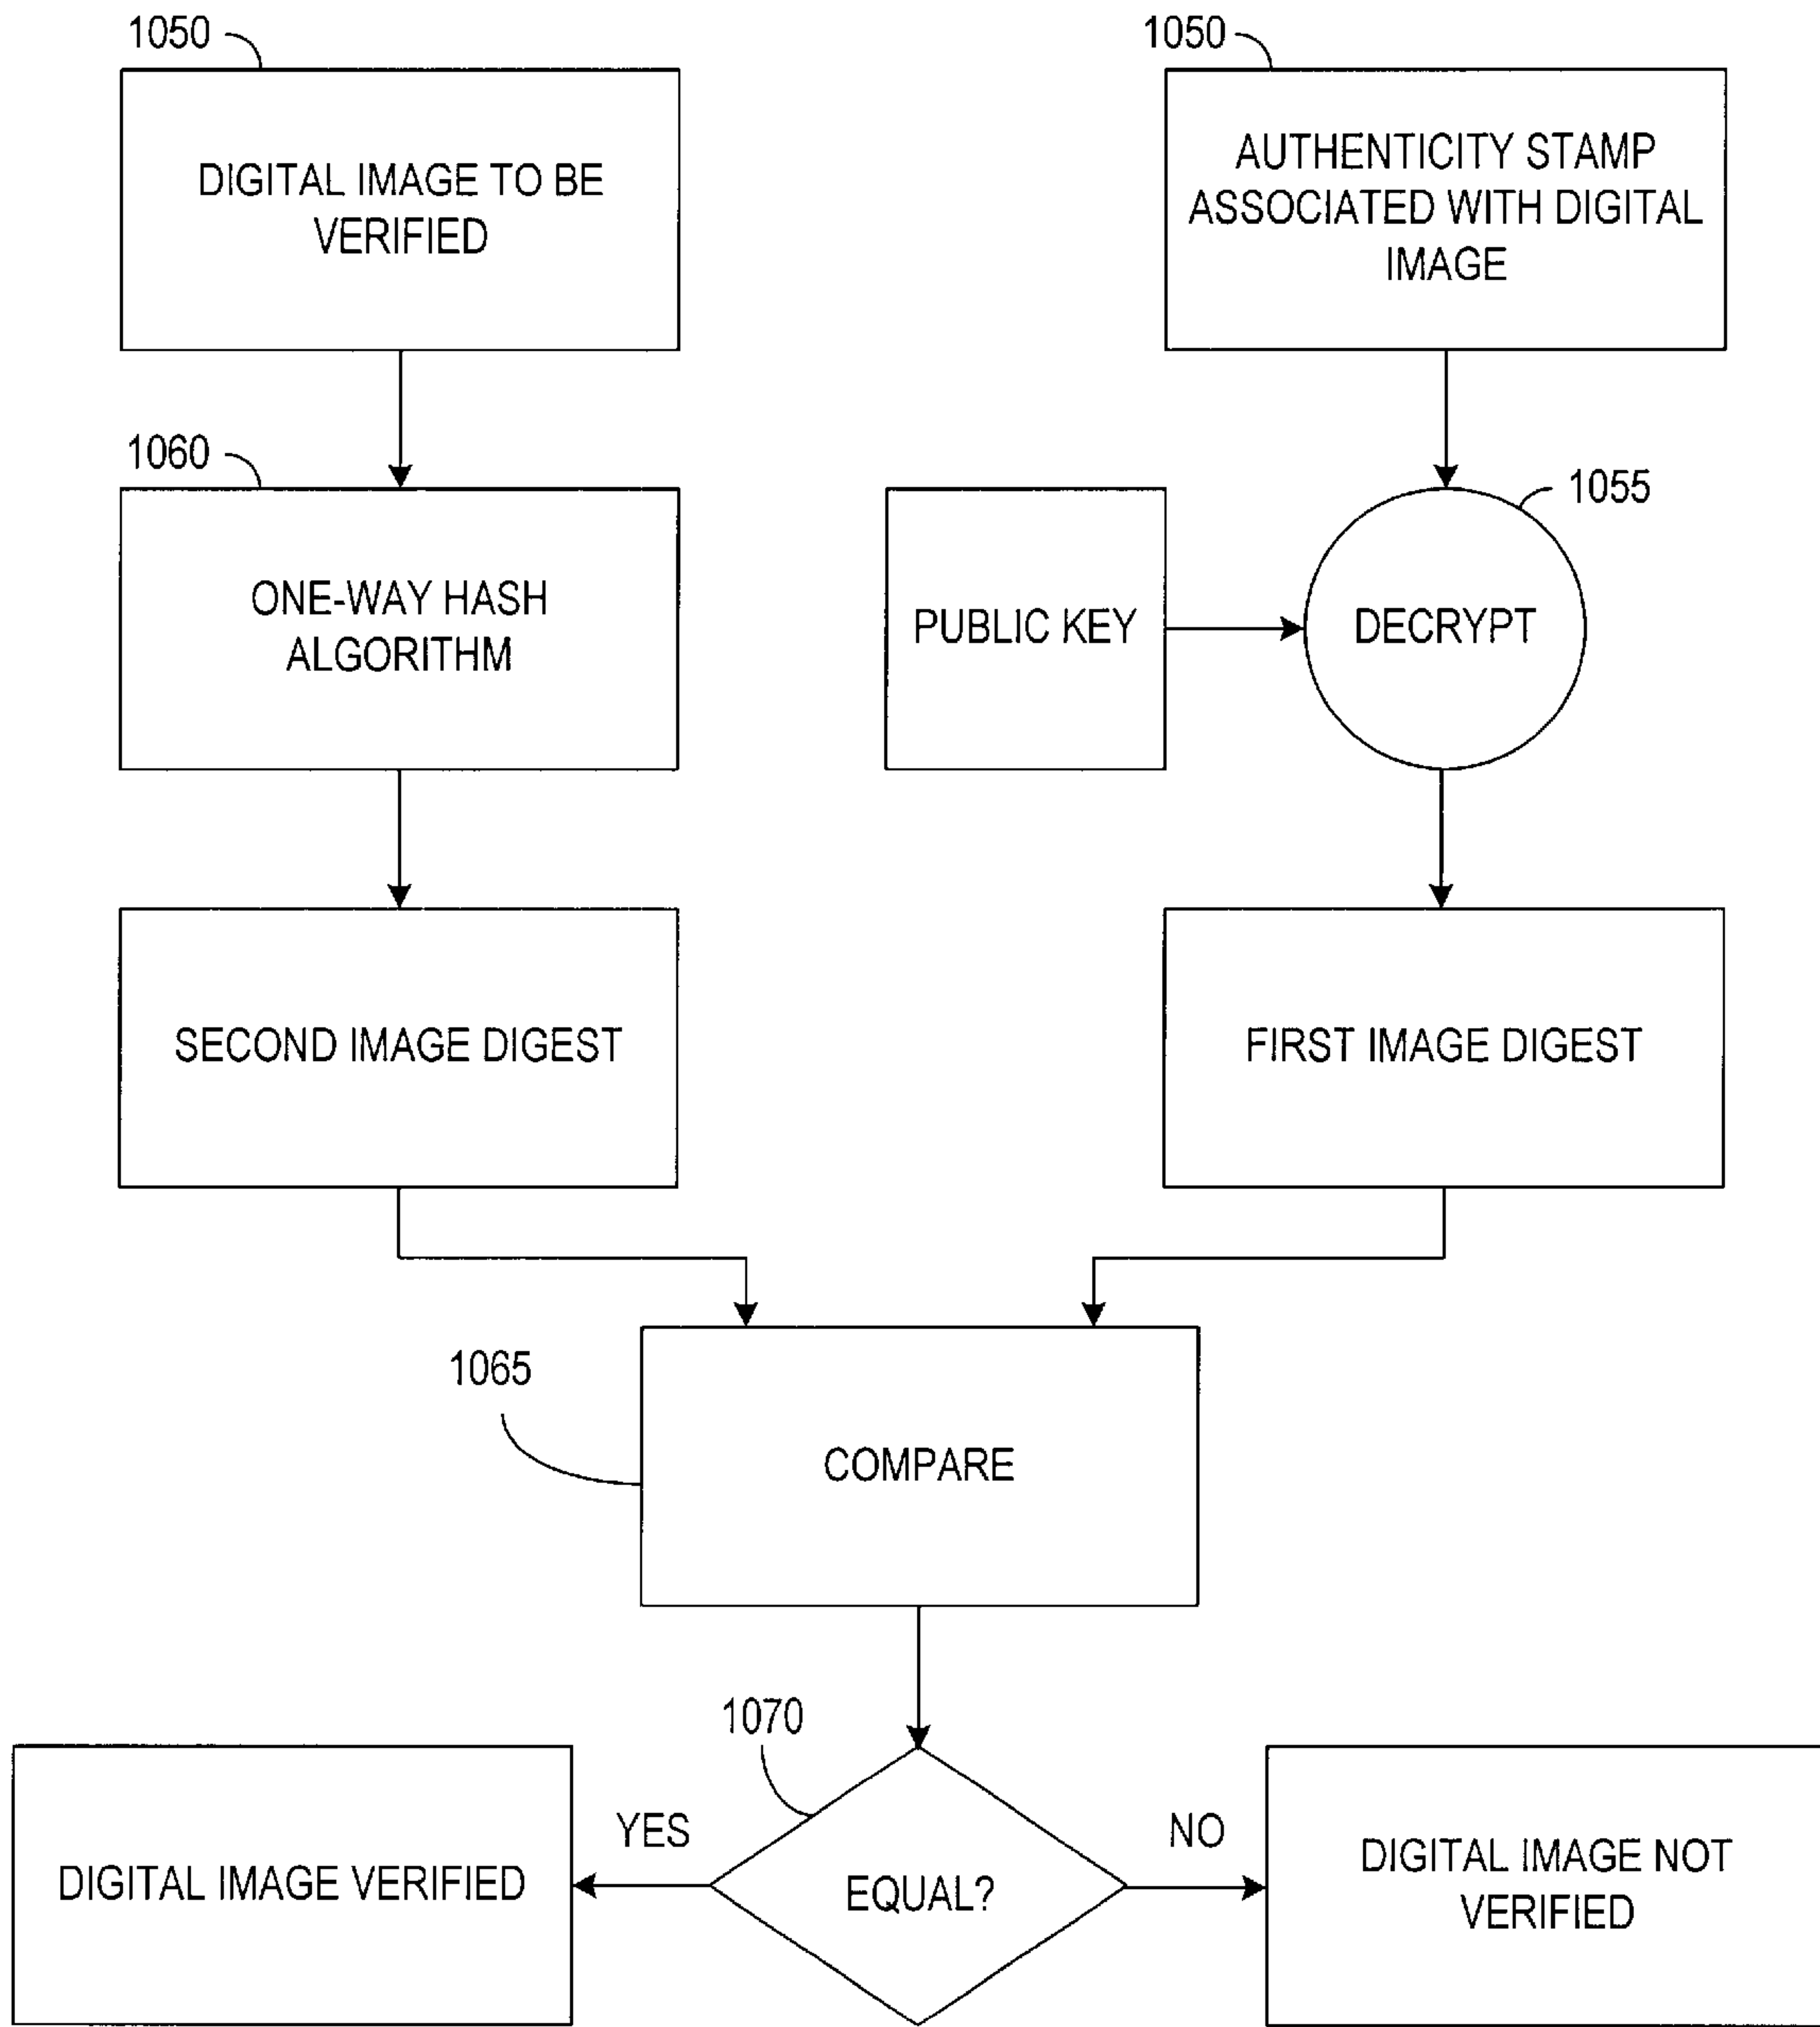 1050
DIGITAL IMAGE TO BE
VERIFIED
1050
AUTHENTICITY STAMP
ASSOCIATED WITH DIGITAL
IMAGE
1060
ONE-WAY HASH
ALGORITHM
PUBLIC KEY
1055
DECRYPT
SECOND IMAGE DIGEST
FIRST IMAGE DIGEST
1065
COMPARE
1070
EQUAL?
YES
DIGITAL IMAGE VERIFIED
NO
DIGITAL IMAGE NOT
VERIFIED